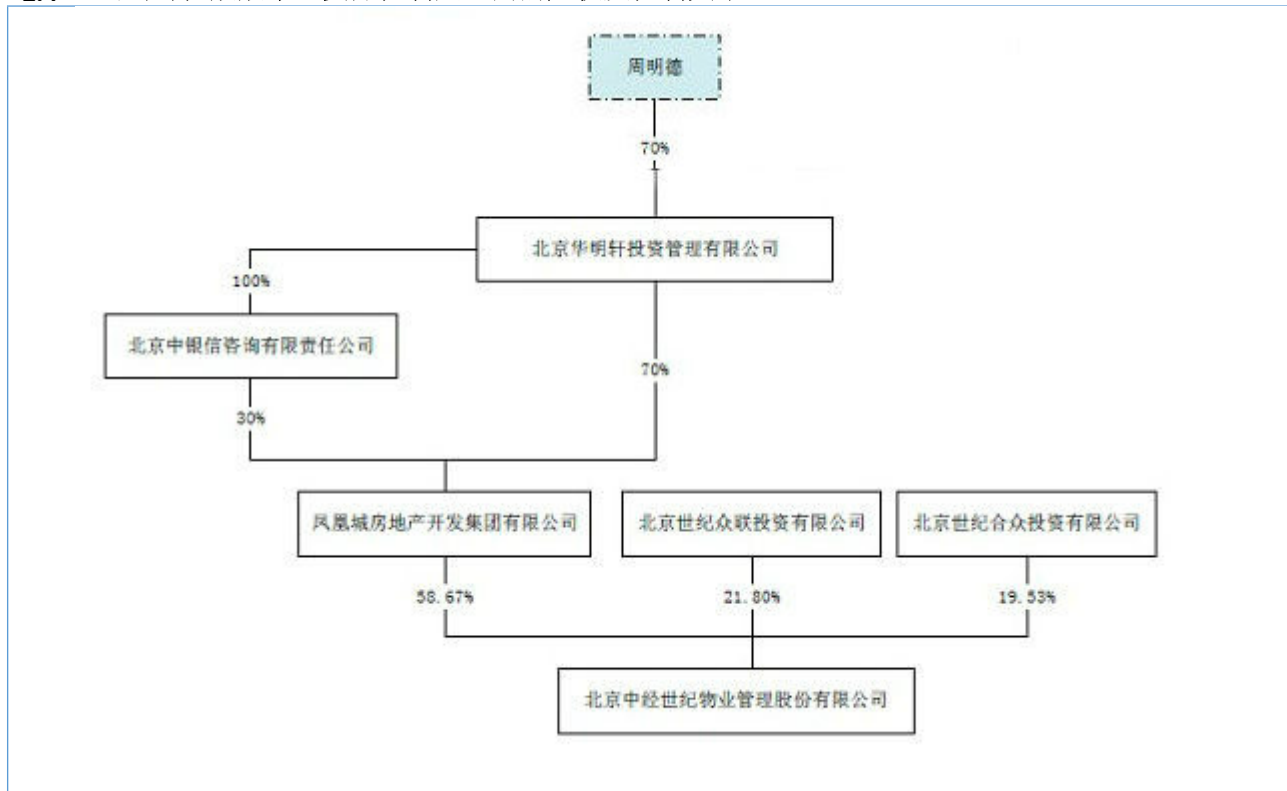 周明德
70%
北京华明轩投资管理有限公司
100%
北京中银信咨询有限责任公司
70%
30%
凤凰城房地产开发集团有限公司
北京世纪众联投资有限公司
北京世纪合众投资有限公司
58.67%
21.80%
19.53%
北京中经世纪物业管理股份有限公司